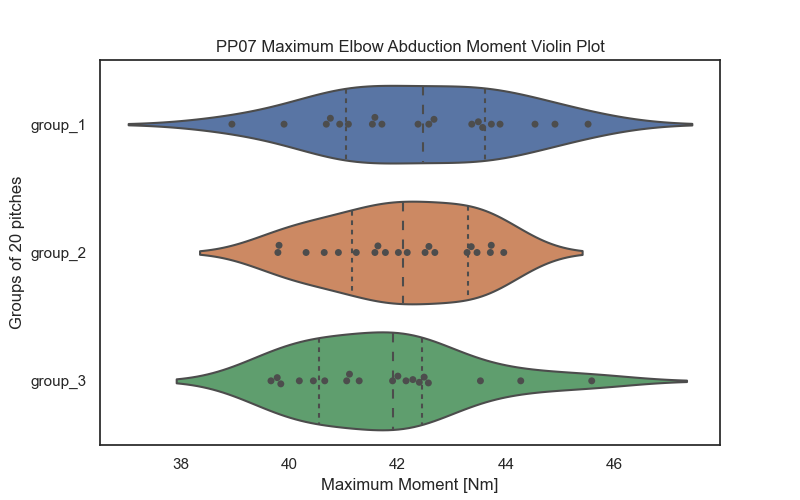 PP07 Maximum Elbow Abduction Moment Violin Plot
group_1
group_2
group_3
Groups of 20 pitches
38 40 42 44 46
Maximum Moment [Nm]